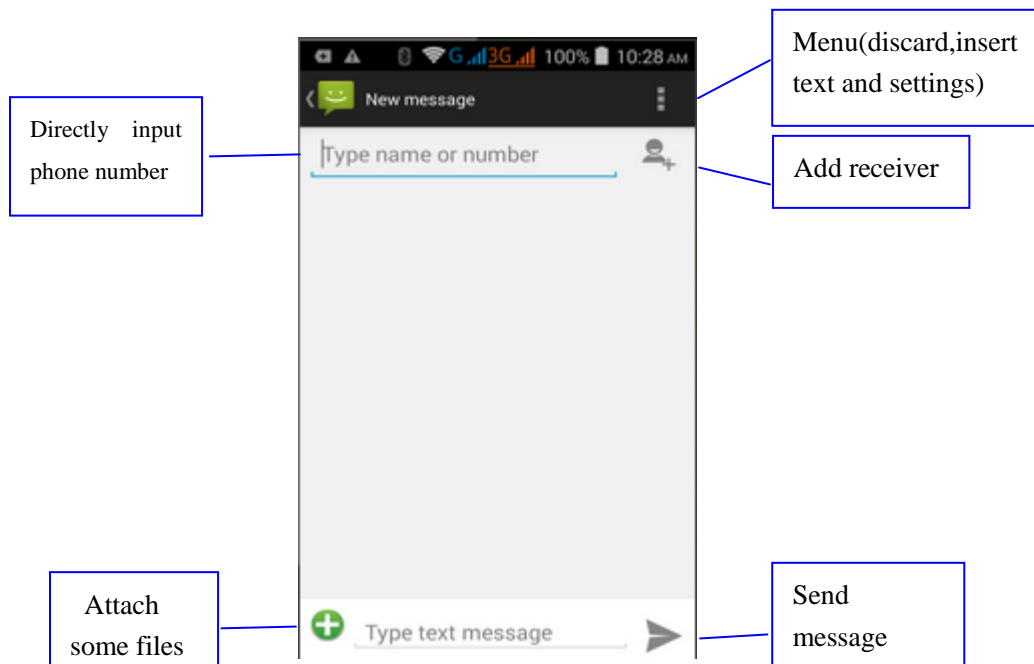 Menu(discard,insert
text and settings)
G 3G 100% 10:28 AM
New message
Directly input
phone number
Type name or number
Add receiver
Attach
some files
Type text message
Send
message